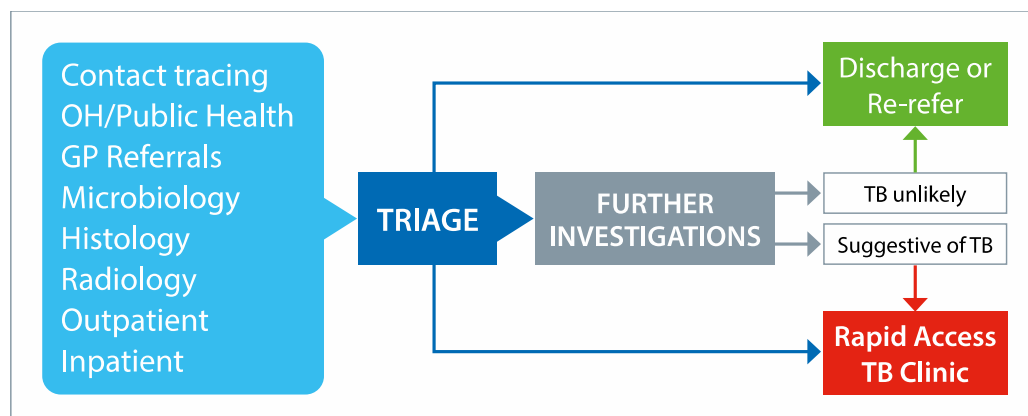 Contact tracing
OH/Public Health
GP Referrals
Microbiology
Histology
Radiology
Outpatient
Inpatient
TRIAGE
FURTHER
INVESTIGATIONS
Discharge or
Re-refer
TB unlikely
Suggestive of TB
Rapid Access
TB Clinic